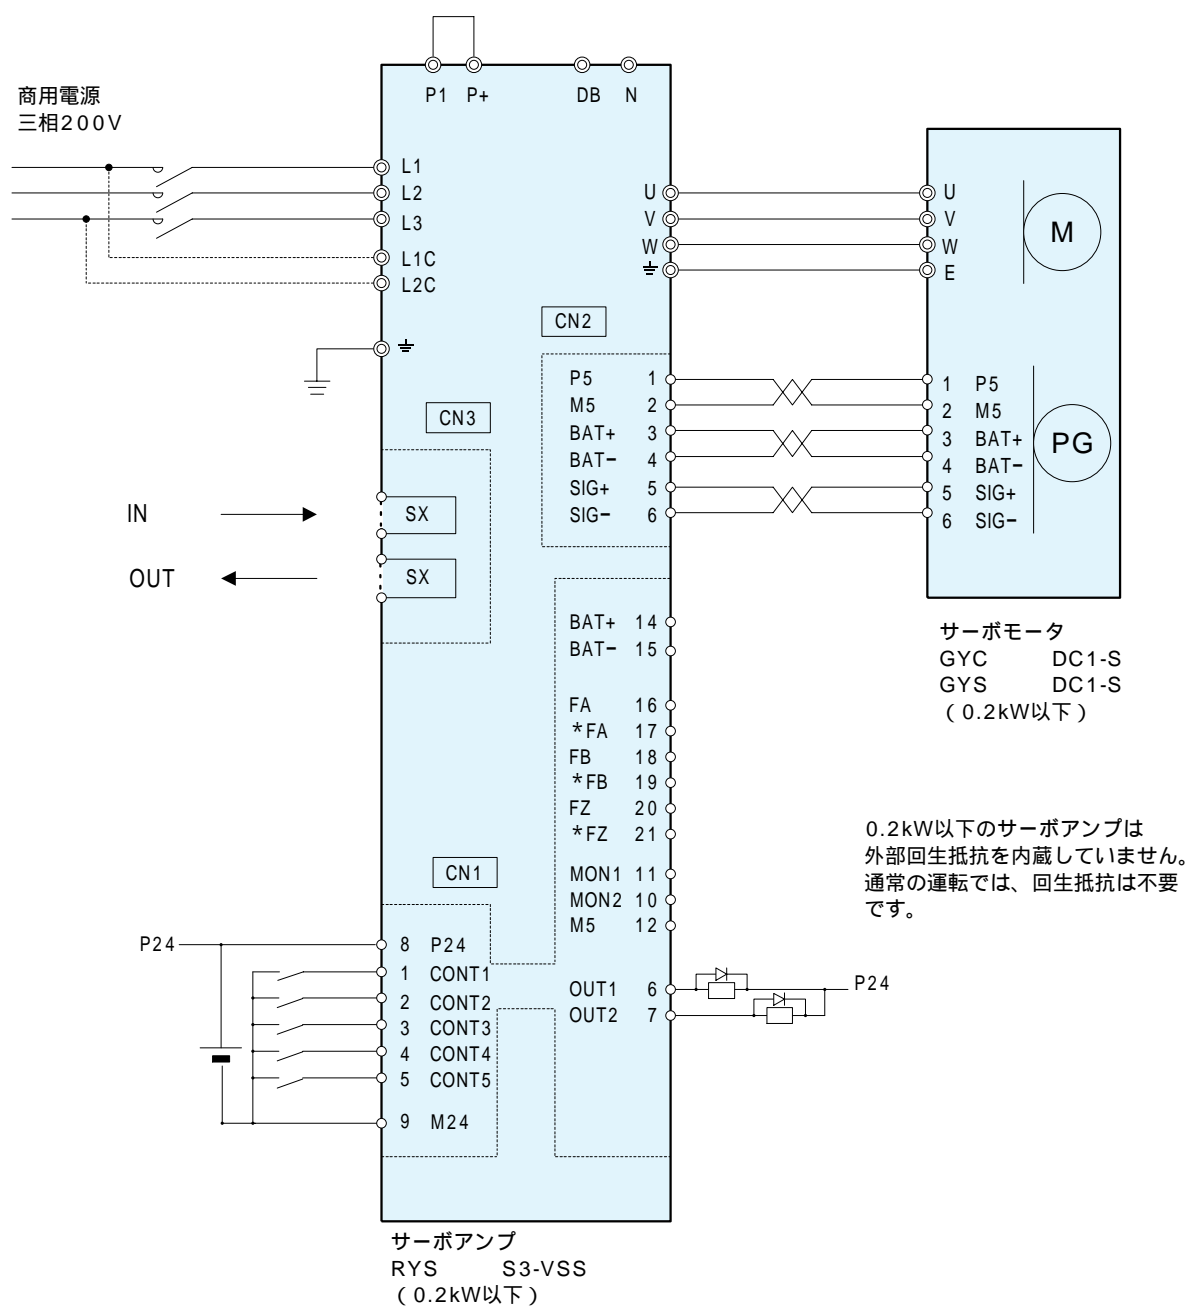 P1 P+ DB N
商用電源
三相200V
L1
L2
L3
L1C
L2C
U
V
W
U
V
W
E
M
CN2
P5 1
M5 2
BAT+ 3
BAT− 4
SIG+ 5
SIG− 6
1 P5
2 M5
3 BAT+
4 BAT−
5 SIG+
6 SIG−
PG
CN3
IN
SX
OUT
SX
サーボモータ
GYC DC1-S
GYS DC1-S
(0.2kW以下)
BAT+ 14
BAT− 15
FA 16
*FA 17
FB 18
*FB 19
FZ 20
*FZ 21
MON1 11
MON2 10
M5 12
0.2kW以下のサーボアンプは
外部回生抵抗を内蔵していません。
通常の運転では、回生抵抗は不要
です。
CN1
P24
8 P24
1 CONT1
2 CONT2
3 CONT3
4 CONT4
5 CONT5
9 M24
OUT1 6
OUT2 7
P24
サーボアンプ
RYS S3-VSS
(0.2kW以下)